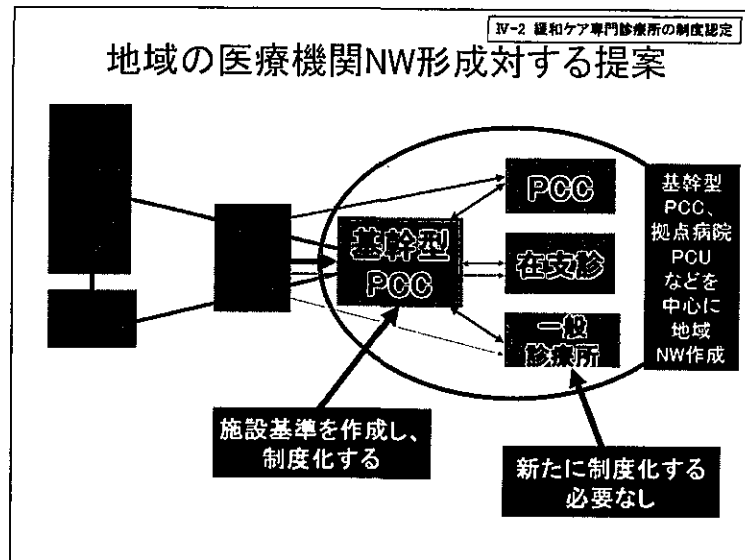 Ⅳ-2 緩和ケア専門診療所の制度認定
地域の医療機関NW形成対する提案
PCC
基幹型
PCC
在支診
一般
診療所
基幹型
PCC、
拠点病院
PCU
などを
中心に
地域
NW作成
施設基準を作成し、
制度化する
新たに制度化する
必要なし